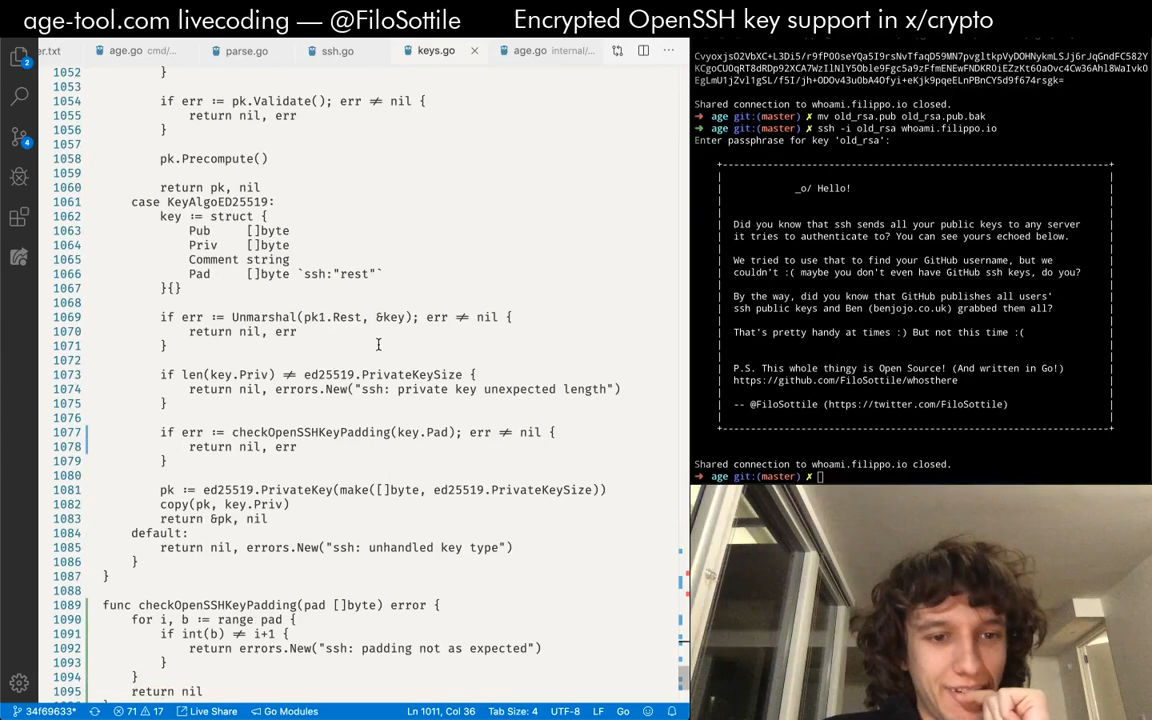 age-tool.com livecoding — @FiloSottile Encrypted OpenSSH key support in x/crypto
er.txt age.go cmd/... parse.go ssh.go keys.go × age.go internal/... ...
1052 }
1053
1054 if err := pk.Validate(); err ≠ nil {
1055 return nil, err
1056 }
1057
1058 pk.Precompute()
1059
1060 return pk, nil
1061 case KeyAlgoED25519:
1062 key := struct {
1063 Pub []byte
1064 Priv []byte
1065 Comment string
1066 Pad []byte `ssh:"rest"`
1067 }{}
1068
1069 if err := Unmarshal(pk1.Rest, &key); err ≠ nil {
1070 return nil, err
1071 }
1072
1073 if len(key.Priv) ≠ ed25519.PrivateKeySize {
1074 return nil, errors.New("ssh: private key unexpected length")
1075 }
1076
1077 if err := checkOpenSSHKeyPadding(key.Pad); err ≠ nil {
1078 return nil, err
1079 }
1080
1081 pk := ed25519.PrivateKey(make([]byte, ed25519.PrivateKeySize))
1082 copy(pk, key.Priv)
1083 return &pk, nil
1084 default:
1085 return nil, errors.New("ssh: unhandled key type")
1086 }
1087 }
1088
1089 func checkOpenSSHKeyPadding(pad []byte) error {
1090 for i, b := range pad {
1091 if int(b) ≠ i+1 {
1092 return errors.New("ssh: padding not as expected")
1093 }
1094 }
1095 return nil
2
4
34f69633* 71 17 Live Share Go Modules Ln 1011, Col 36 Tab Size: 4 UTF-8 LF Go
Shared connection to whoami.filippo.io closed.
→ age git:(master) ✗ mv old_rsa.pub old_rsa.pub.bak
→ age git:(master) ✗ ssh -i old_rsa whoami.filippo.io
Enter passphrase for key 'old_rsa':
_o/ Hello!
Did you know that ssh sends all your public keys to any server
it tries to authenticate to? You can see yours echoed below.
We tried to use that to find your GitHub username, but we
couldn't :( maybe you don't even have GitHub ssh keys, do you?
By the way, did you know that GitHub publishes all users'
ssh public keys and Ben (benjojo.co.uk) grabbed them all?
That's pretty handy at times :) But not this time :(
P.S. This whole thingy is Open Source! (And written in Go!)
https://github.com/FiloSottile/whosthere
-- @FiloSottile (https://twitter.com/FiloSottile)
Shared connection to whoami.filippo.io closed.
→ age git:(master) ✗